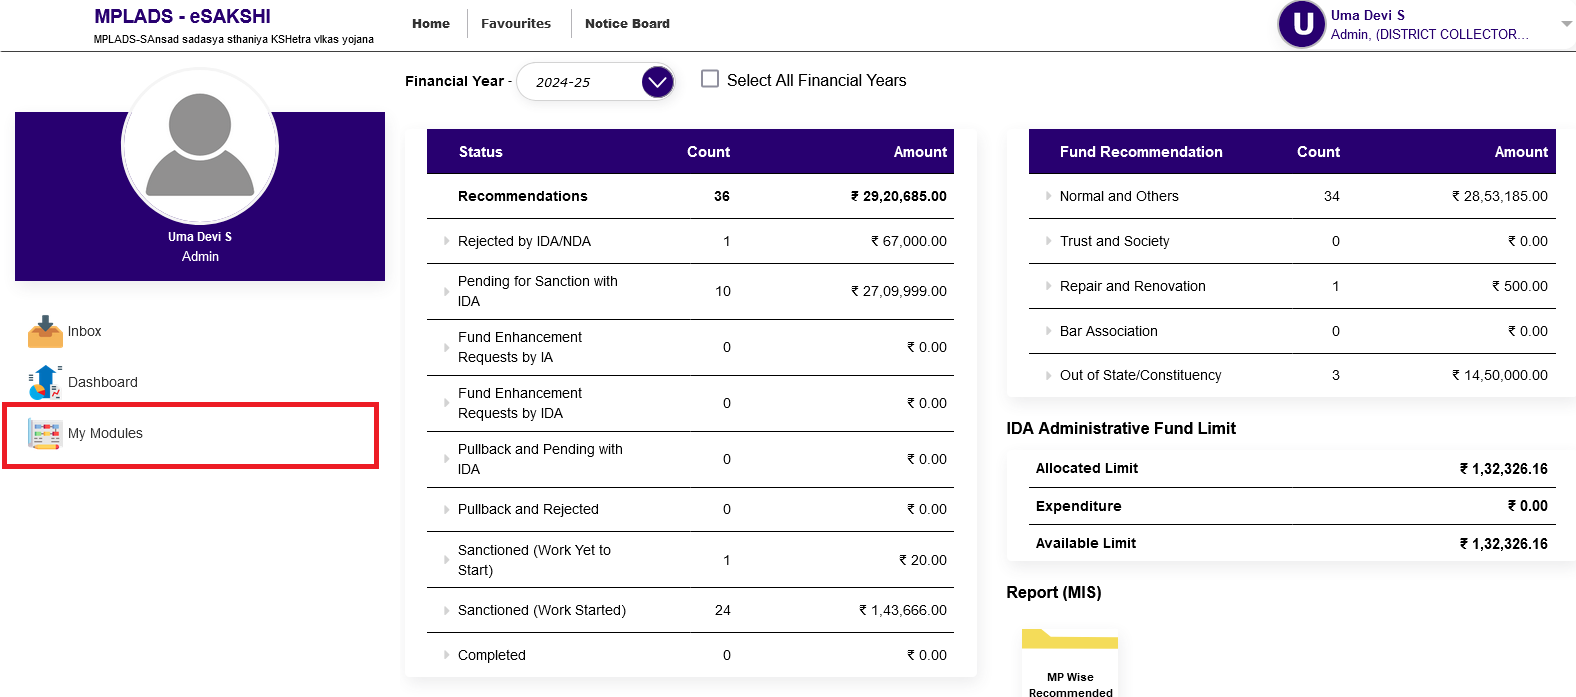 MPLADS - eSAKSHI
MPLADS-SAnsad sadasya sthaniya KSHetra vIkas yojana
Home
Favourites
Notice Board
U
Uma Devi S
Admin, (DISTRICT COLLECTOR...
Uma Devi S
Admin
Inbox
Dashboard
My Modules
Financial Year -
2024-25
Select All Financial Years
Status Count Amount
Recommendations 36 ₹ 29,20,685.00
Rejected by IDA/NDA 1 ₹ 67,000.00
Pending for Sanction with
IDA 10 ₹ 27,09,999.00
Fund Enhancement
Requests by IA 0 ₹ 0.00
Fund Enhancement
Requests by IDA 0 ₹ 0.00
Pullback and Pending with
IDA 0 ₹ 0.00
Pullback and Rejected 0 ₹ 0.00
Sanctioned (Work Yet to
Start) 1 ₹ 20.00
Sanctioned (Work Started) 24 ₹ 1,43,666.00
Completed 0 ₹ 0.00
Fund Recommendation Count Amount
Normal and Others 34 ₹ 28,53,185.00
Trust and Society 0 ₹ 0.00
Repair and Renovation 1 ₹ 500.00
Bar Association 0 ₹ 0.00
Out of State/Constituency 3 ₹ 14,50,000.00
IDA Administrative Fund Limit
Allocated Limit ₹ 1,32,326.16
Expenditure ₹ 0.00
Available Limit ₹ 1,32,326.16
Report (MIS)
MP Wise
Recommended